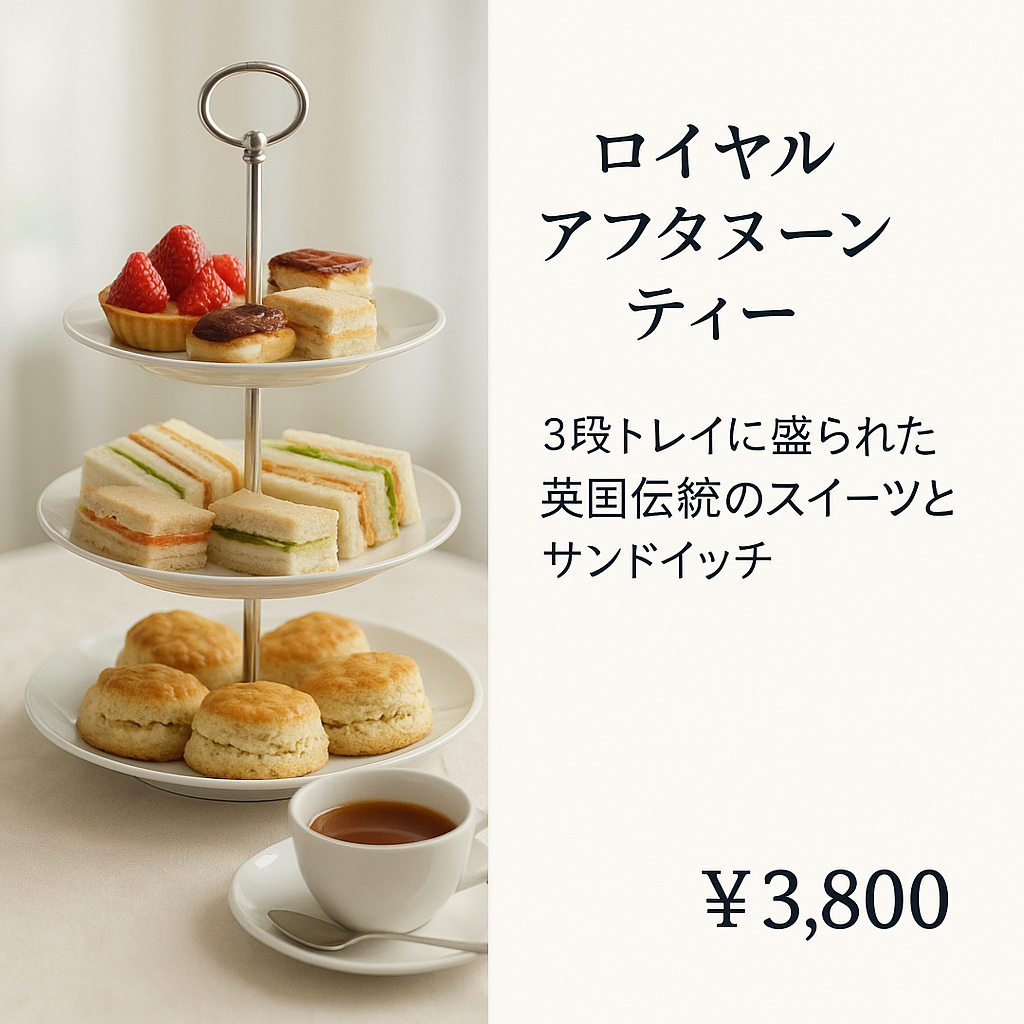 ロイヤル
アフタヌーン
ティー
3段トレイに盛られた
英国伝統のスイーツと
サンドイッチ
¥3,800